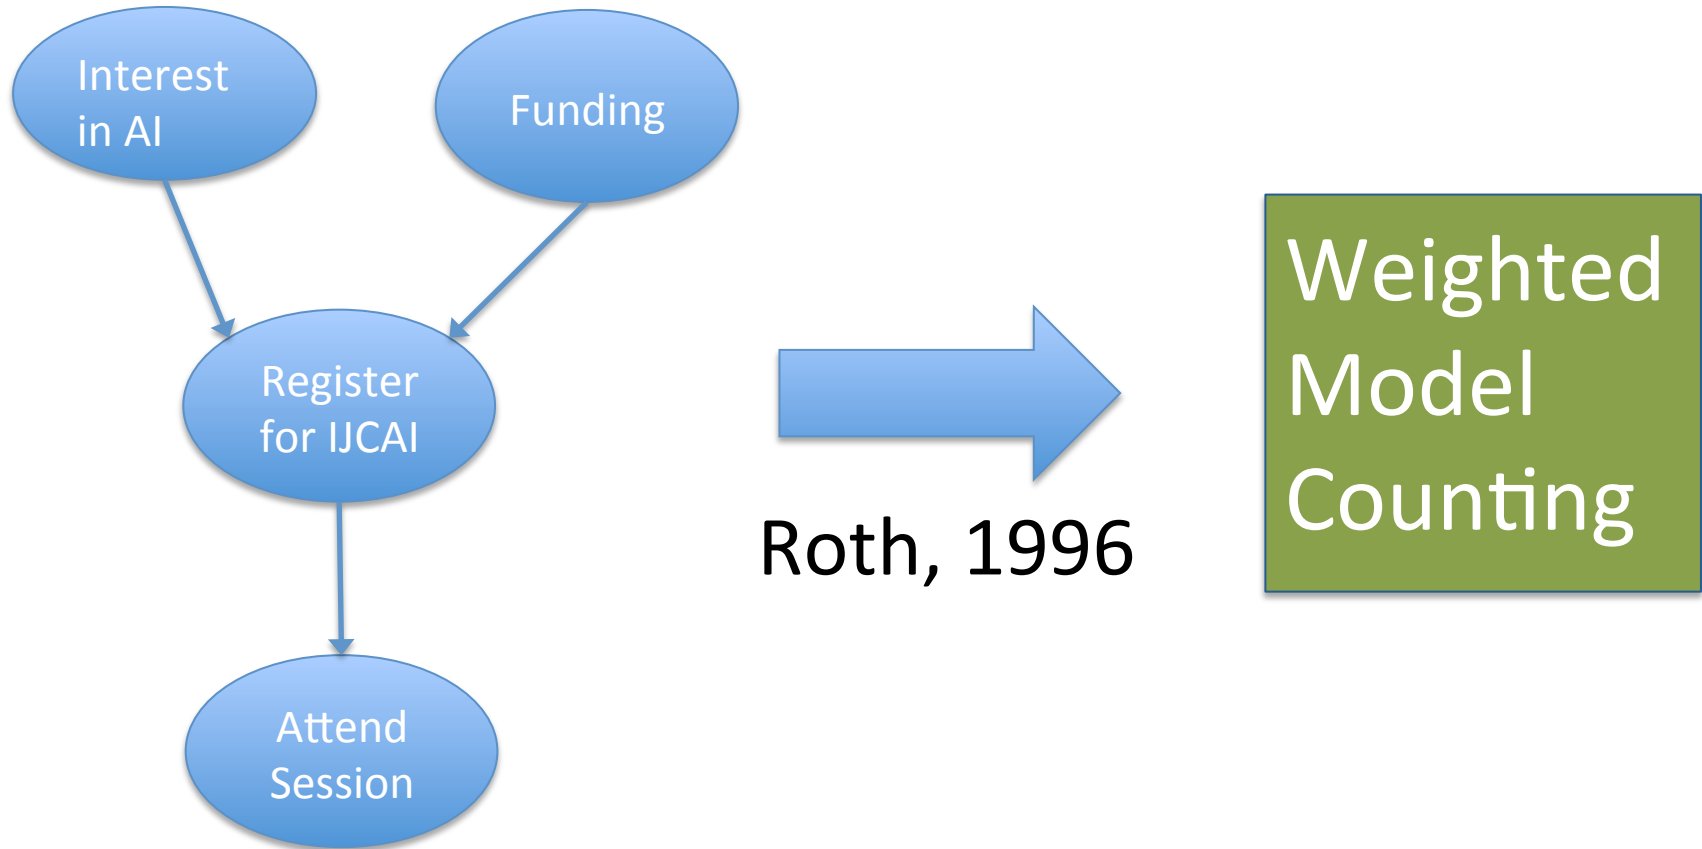 Interest
in AI
Funding
Register
for IJCAI
Attend
Session
Roth, 1996
Weighted
Model
Counting